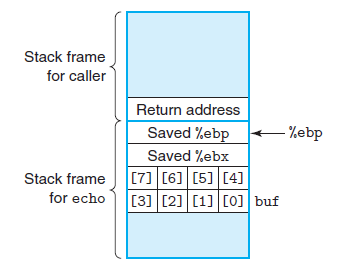 Stack frame
for caller
Return address
Saved %ebp
%ebp
Saved %ebx
Stack frame
for echo
[7] [6] [5] [4]
[3] [2] [1] [0] buf